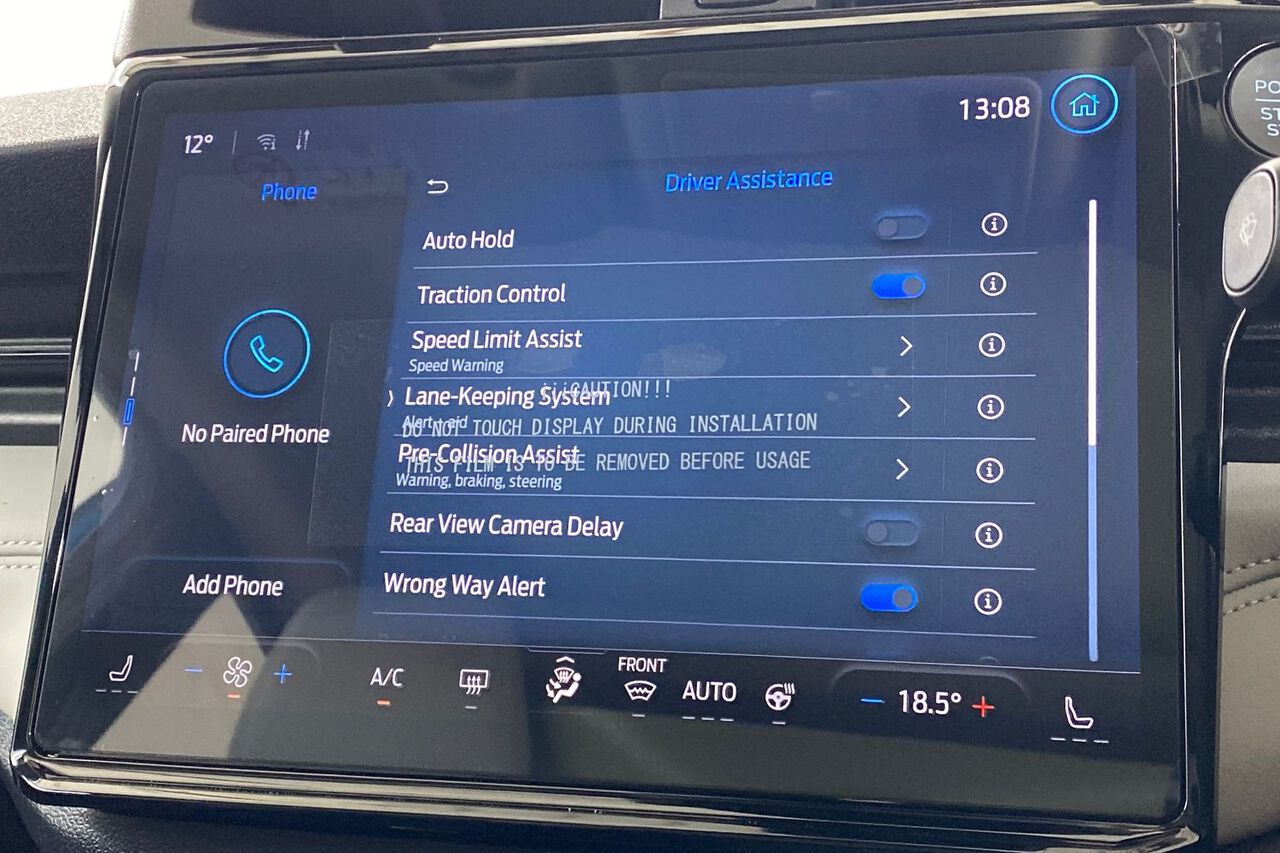 12°
13:08
Phone
Driver Assistance
Auto Hold
Traction Control
Speed Limit Assist
Speed Warning
Lane-Keeping System
Alert + aid
Pre-Collision Assist
Warning, braking, steering
Rear View Camera Delay
Wrong Way Alert
No Paired Phone
Add Phone
¡¡¡CAUTION!!!
DO NOT TOUCH DISPLAY DURING INSTALLATION
THIS FILM IS TO BE REMOVED BEFORE USAGE
A/C
FRONT
AUTO
18.5°